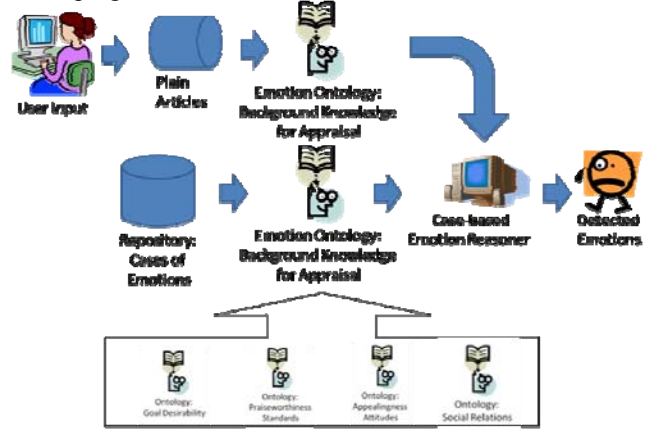 User Input
Plain
Articles
Emotion Ontology:
Background Knowledge
for Appraisal
Repository:
Cases of
Emotions
Emotion Ontology:
Background Knowledge
for Appraisal
Case-based
Emotion Reasoner
Detected
Emotions
Ontology:
Goal Desirability
Ontology:
Praiseworthiness
Standards
Ontology:
Appealingness
Attitudes
Ontology:
Social Relations